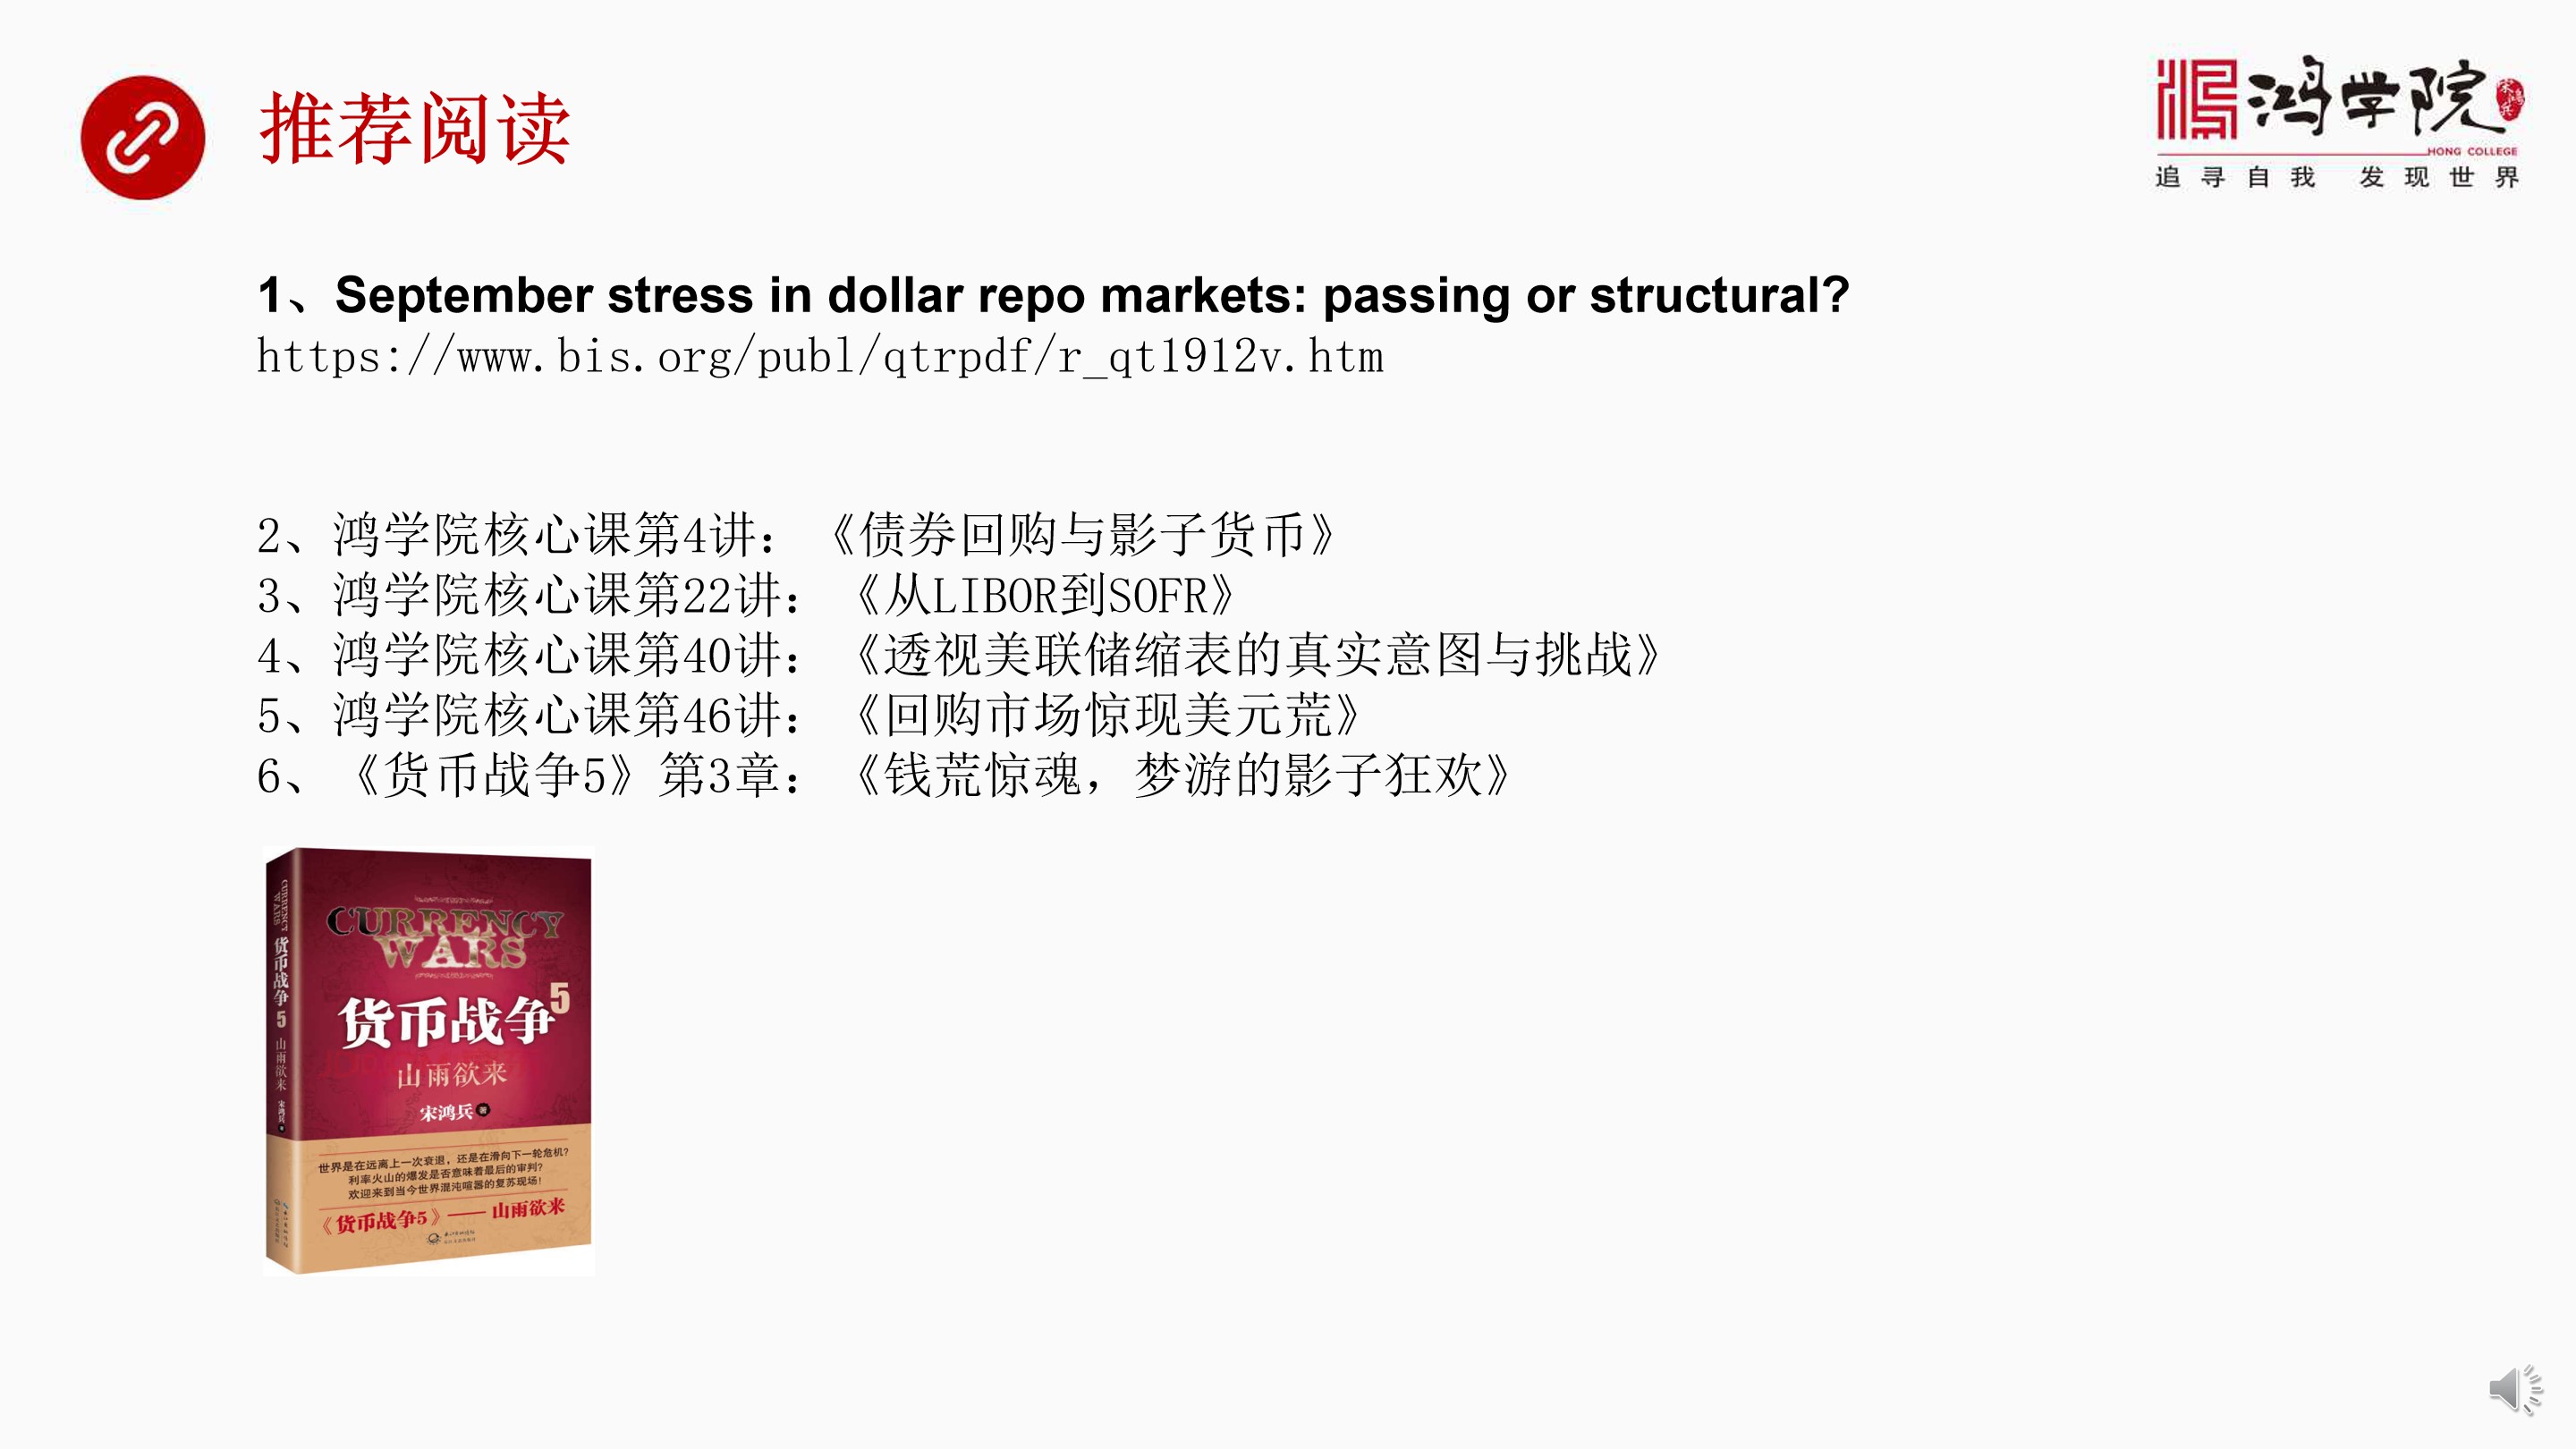 推荐阅读
鸿学院
HONG COLLEGE
追寻自我 发现世界
1、September stress in dollar repo markets: passing or structural?
https://www.bis.org/publ/qtrpdf/r_qt1912v.htm
2、鸿学院核心课第4讲：《债券回购与影子货币》
3、鸿学院核心课第22讲：《从LIBOR到SOFR》
4、鸿学院核心课第40讲：《透视美联储缩表的真实意图与挑战》
5、鸿学院核心课第46讲：《回购市场惊现美元荒》
6、《货币战争5》第3章：《钱荒惊魂，梦游的影子狂欢》
CURRENCY WARS 货币战争 5 山雨欲来 宋鸿兵
CURRENCY
WARS
货币战争5
山雨欲来
宋鸿兵 著
世界是在远离上一次衰退，还是在滑向下一轮危机？
利率火山的爆发是否意味着最后的审判？
欢迎来到当今世界混沌喧嚣的复苏现场！
《货币战争5》—— 山雨欲来